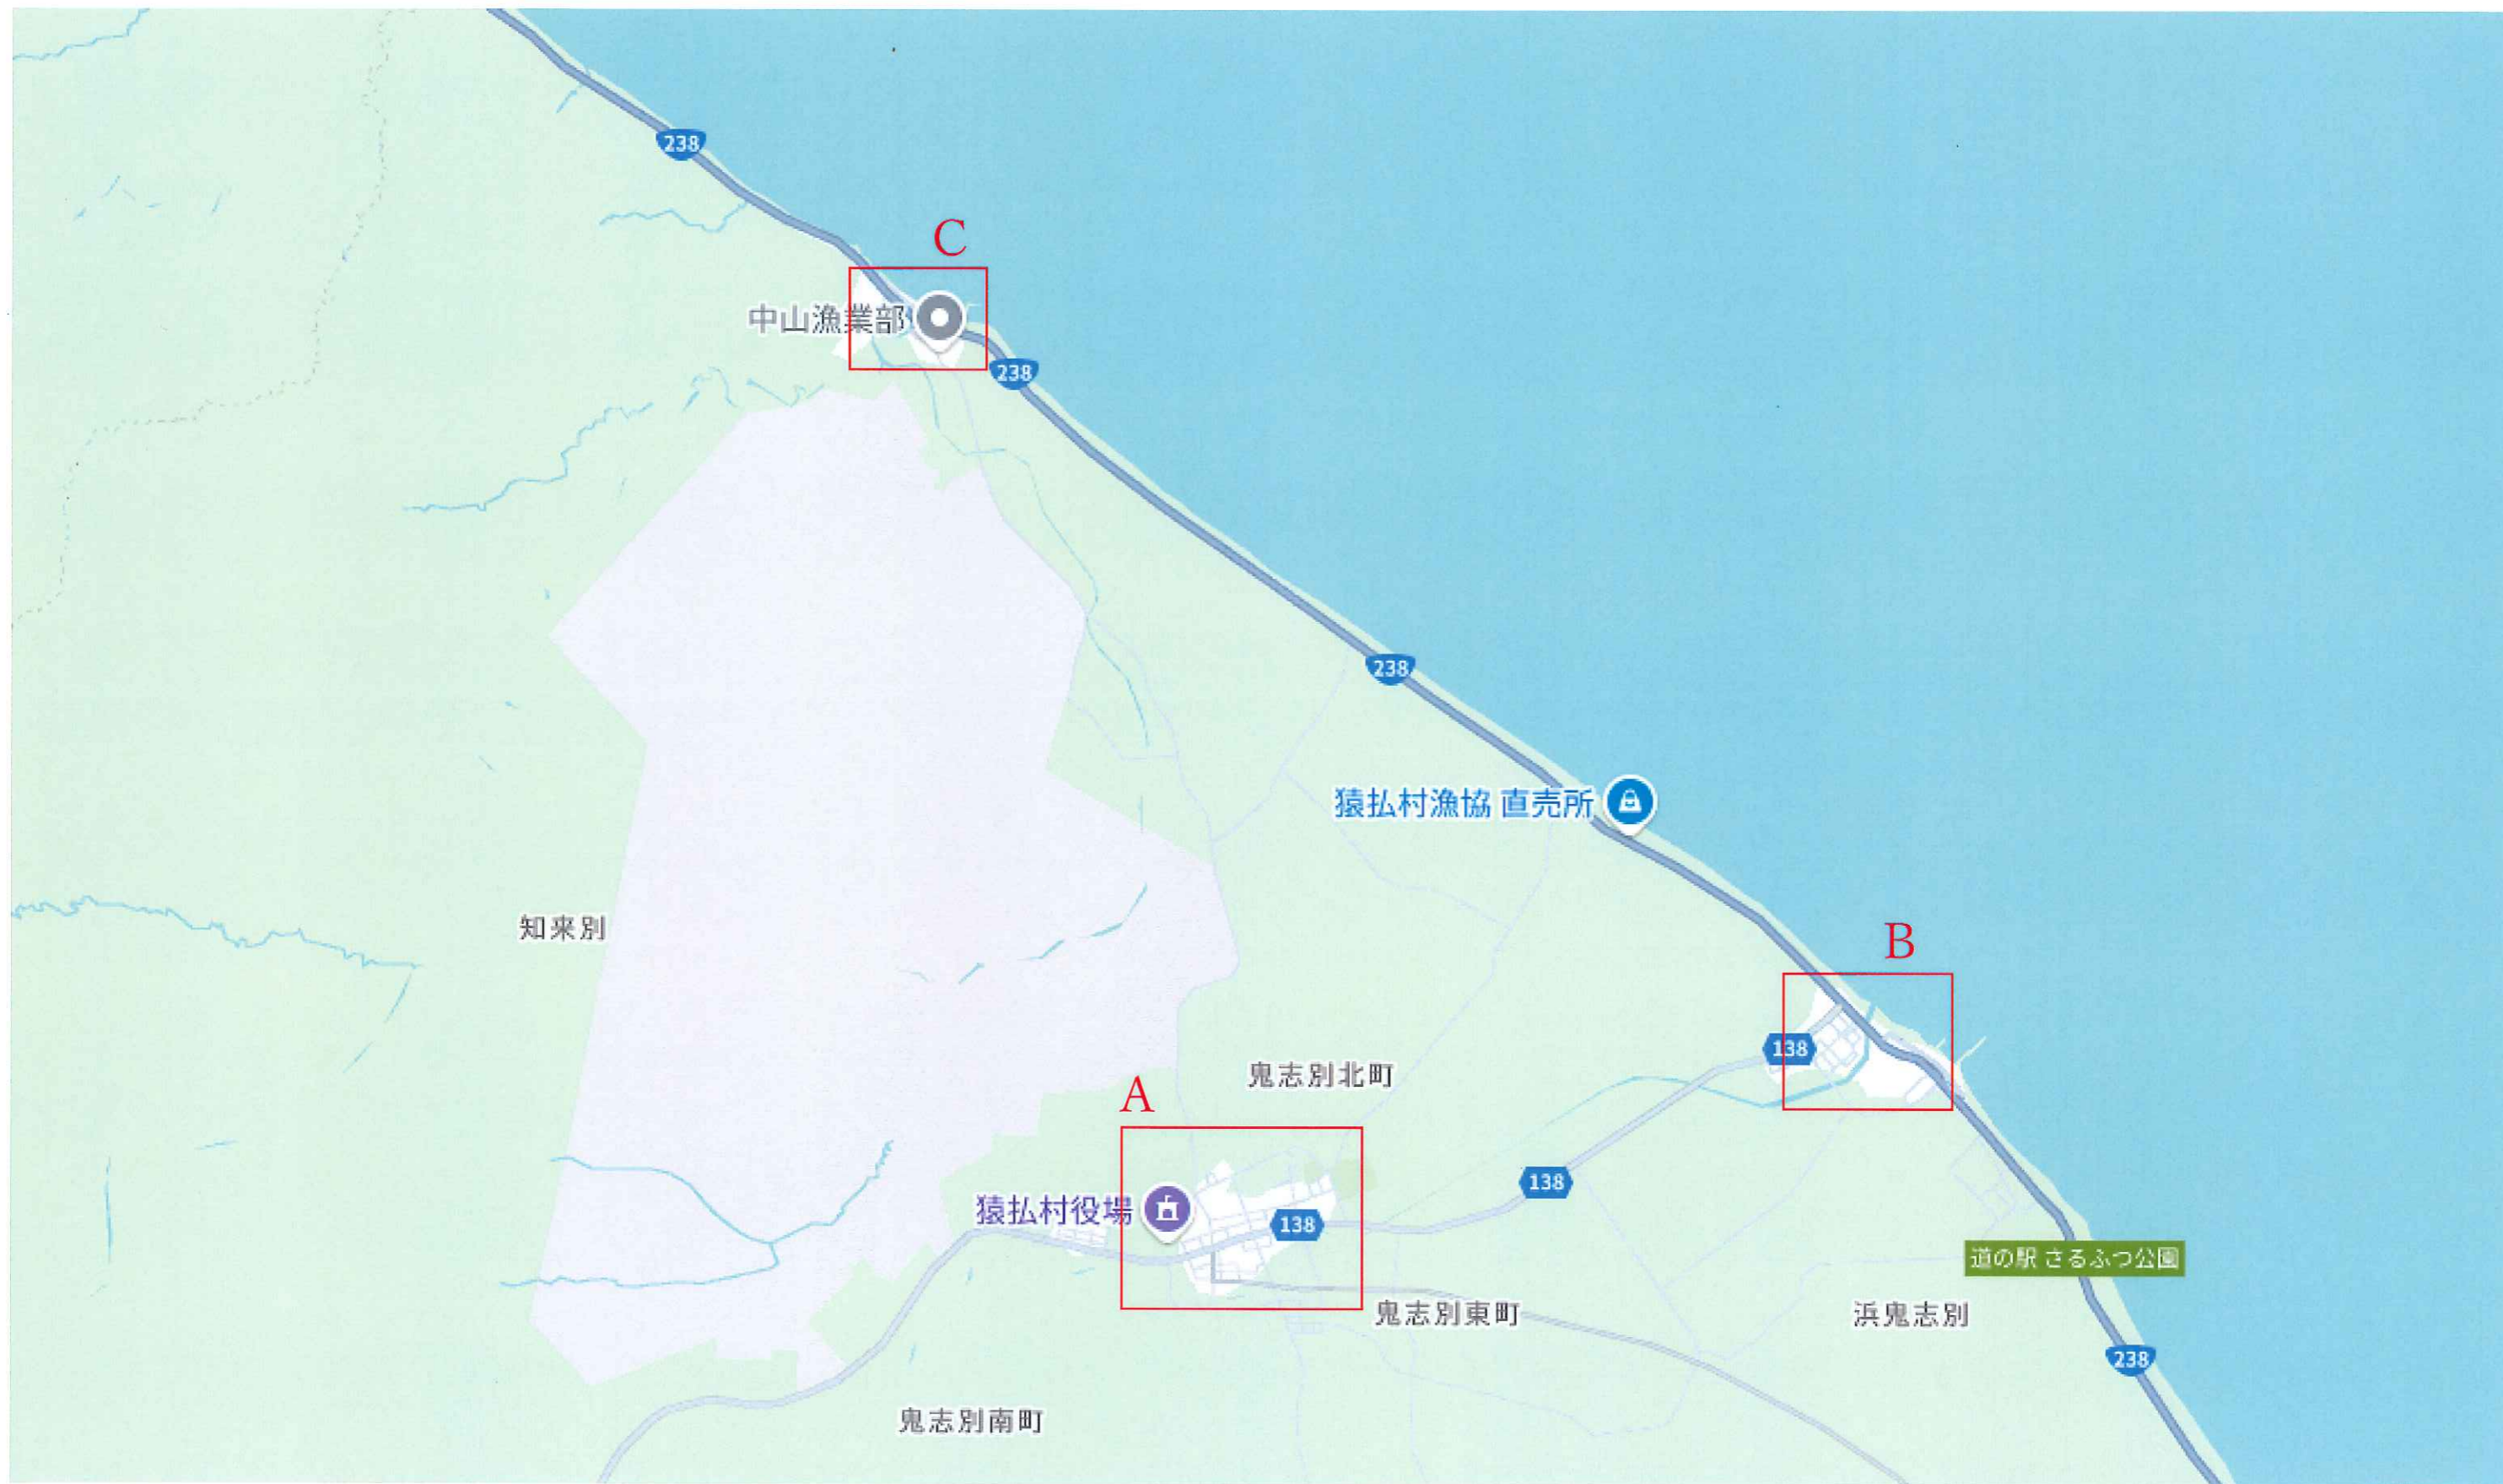 238
C
中山漁業部
238
238
猿払村漁協 直売所
知来別
B
138
鬼志別北町
A
138
猿払村役場
138
道の駅 さるふつ公園
鬼志別東町
浜鬼志別
238
鬼志別南町